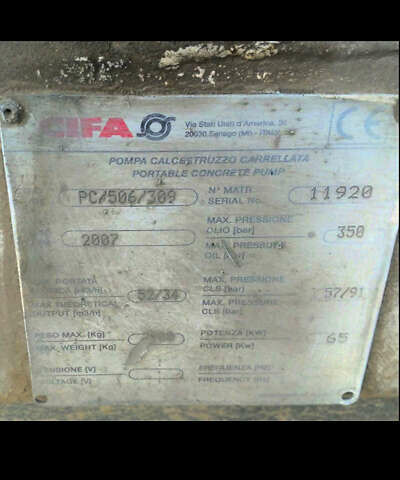 CIFA
Via Stati Uniti d'America, 26
20030 Senago (MI) - ITALIA
CE
POMPA CALCESTRUZZO CARRELLATA
PORTABLE CONCRETE PUMP
PC/506/309
N° MATR.
SERIAL No.
11920
2007
MAX. PRESSIONE
OLIO [bar]
MAX. PRESSURE
OIL [bar]
350
PORTATA
MAX THEORETICAL
OUTPUT [m3/h]
52/34
MAX. PRESSIONE
CLS [bar]
MAX. PRESSURE
CLS [bar]
57/91
PESO MAX. [Kg]
MAX. WEIGHT [Kg]
POTENZA [KW]
POWER [Kw]
65
TENSIONE [V]
VOLTAGE [V]
FREQUENZA [Hz]
FREQUENCY [Hz]